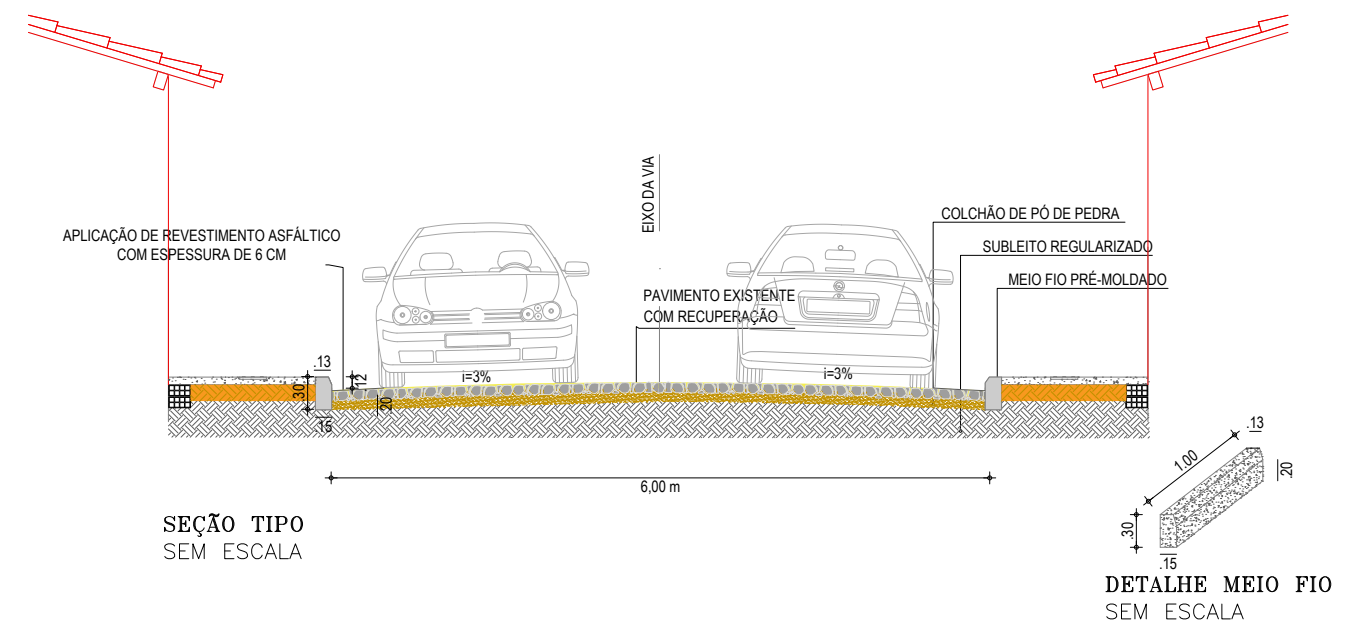 EIXO DA VIA
APLICAÇÃO DE REVESTIMENTO ASFÁLTICO
COM ESPESSURA DE 6 CM
COLCHÃO DE PÓ DE PEDRA
SUBLEITO REGULARIZADO
MEIO FIO PRÉ-MOLDADO
PAVIMENTO EXISTENTE
COM RECUPERAÇÃO
.13
.12
.30
i=3%
i=3%
.20
.15
6,00 m
.13
1.00
.20
.30
.15
SEÇÃO TIPO
SEM ESCALA
DETALHE MEIO FIO
SEM ESCALA